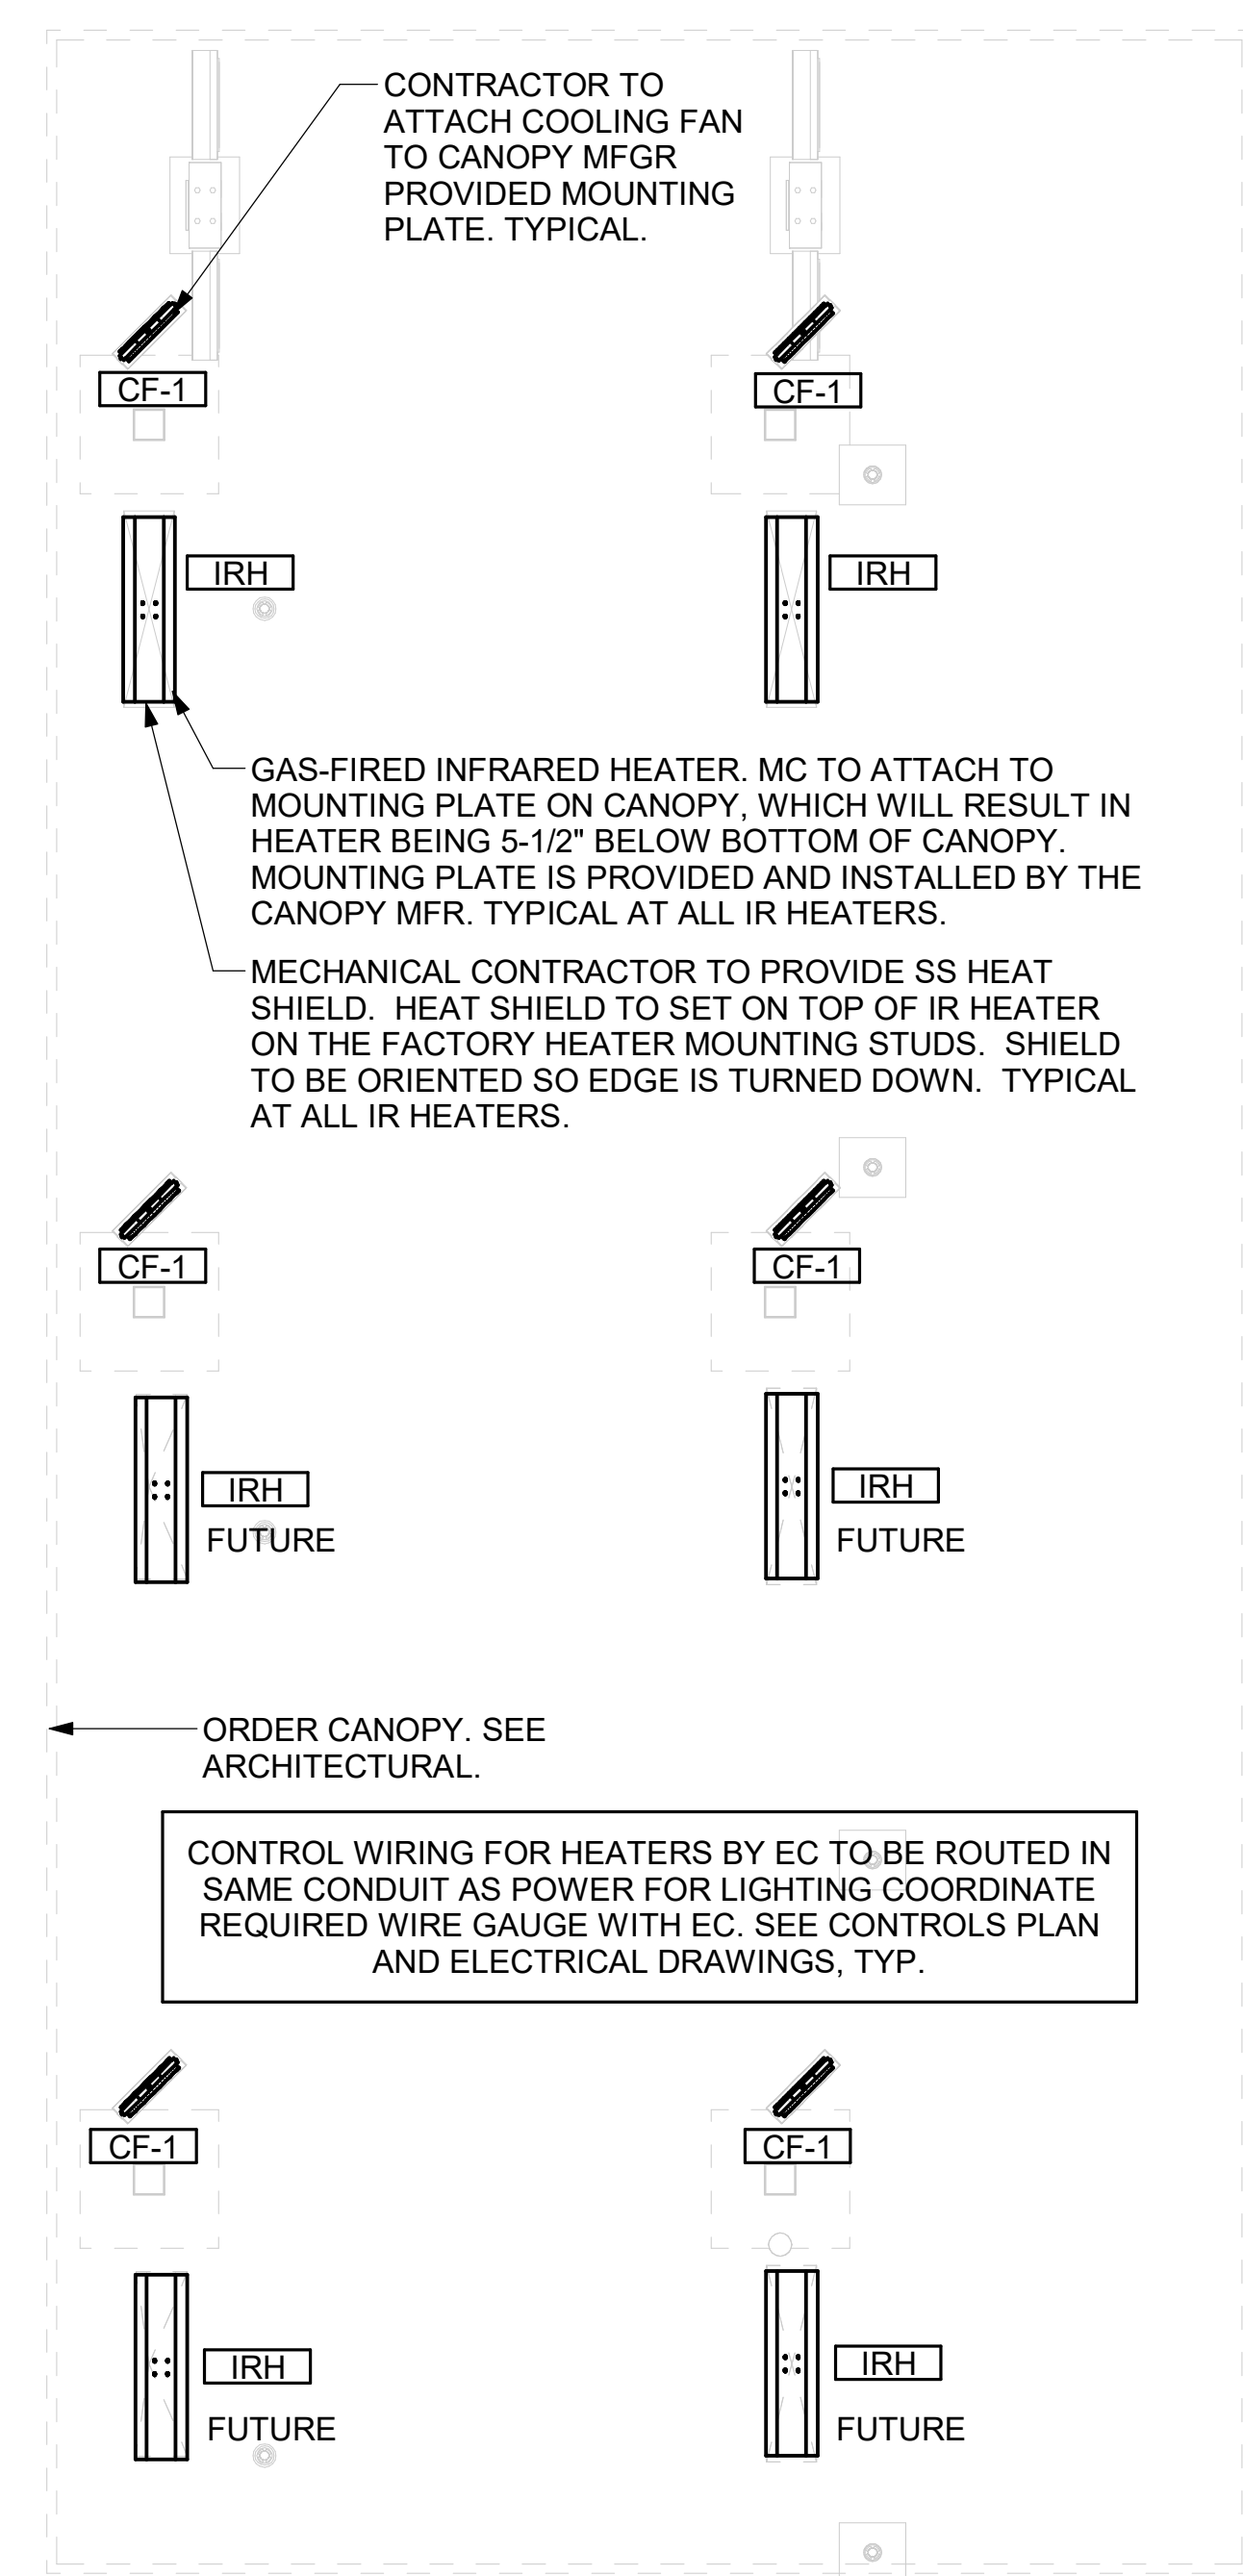 CONTRACTOR TO
ATTACH COOLING FAN
TO CANOPY MFGR
PROVIDED MOUNTING
PLATE. TYPICAL.
CF-1
CF-1
IRH
IRH
GAS-FIRED INFRARED HEATER. MC TO ATTACH TO
MOUNTING PLATE ON CANOPY, WHICH WILL RESULT IN
HEATER BEING 5-1/2" BELOW BOTTOM OF CANOPY.
MOUNTING PLATE IS PROVIDED AND INSTALLED BY THE
CANOPY MFR. TYPICAL AT ALL IR HEATERS.
MECHANICAL CONTRACTOR TO PROVIDE SS HEAT
SHIELD. HEAT SHIELD TO SET ON TOP OF IR HEATER
ON THE FACTORY HEATER MOUNTING STUDS. SHIELD
TO BE ORIENTED SO EDGE IS TURNED DOWN. TYPICAL
AT ALL IR HEATERS.
CF-1
CF-1
IRH
IRH
FUTURE
FUTURE
ORDER CANOPY. SEE
ARCHITECTURAL.
CONTROL WIRING FOR HEATERS BY EC TO BE ROUTED IN
SAME CONDUIT AS POWER FOR LIGHTING COORDINATE
REQUIRED WIRE GAUGE WITH EC. SEE CONTROLS PLAN
AND ELECTRICAL DRAWINGS, TYP.
CF-1
CF-1
IRH
IRH
FUTURE
FUTURE